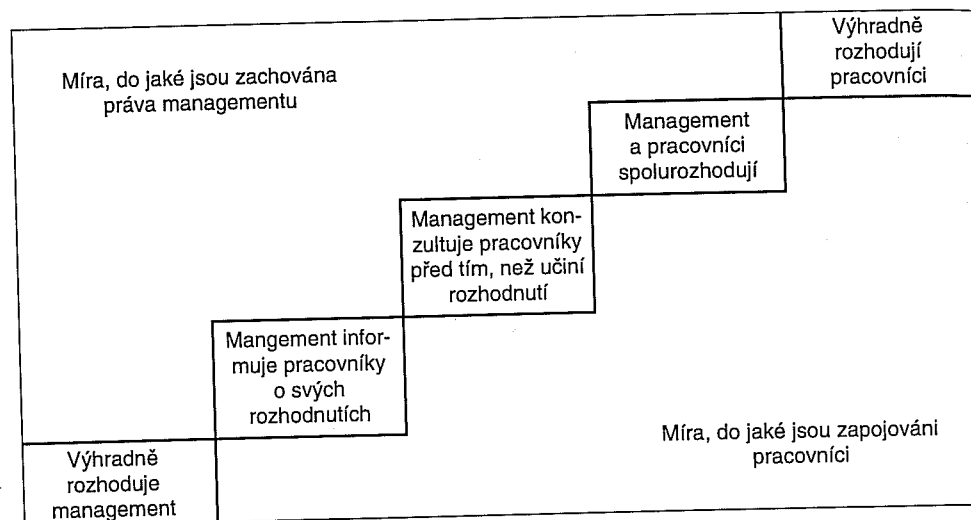 Míra, do jaké jsou zachována
práva managementu
Výhradně
rozhodují
pracovníci
Management
a pracovníci
spolurozhodují
Management kon-
zultuje pracovníky
před tím, než učiní
rozhodnutí
Mangement infor-
muje pracovníky
o svých
rozhodnutích
Míra, do jaké jsou zapojováni
pracovníci
Výhradně
rozhoduje
management